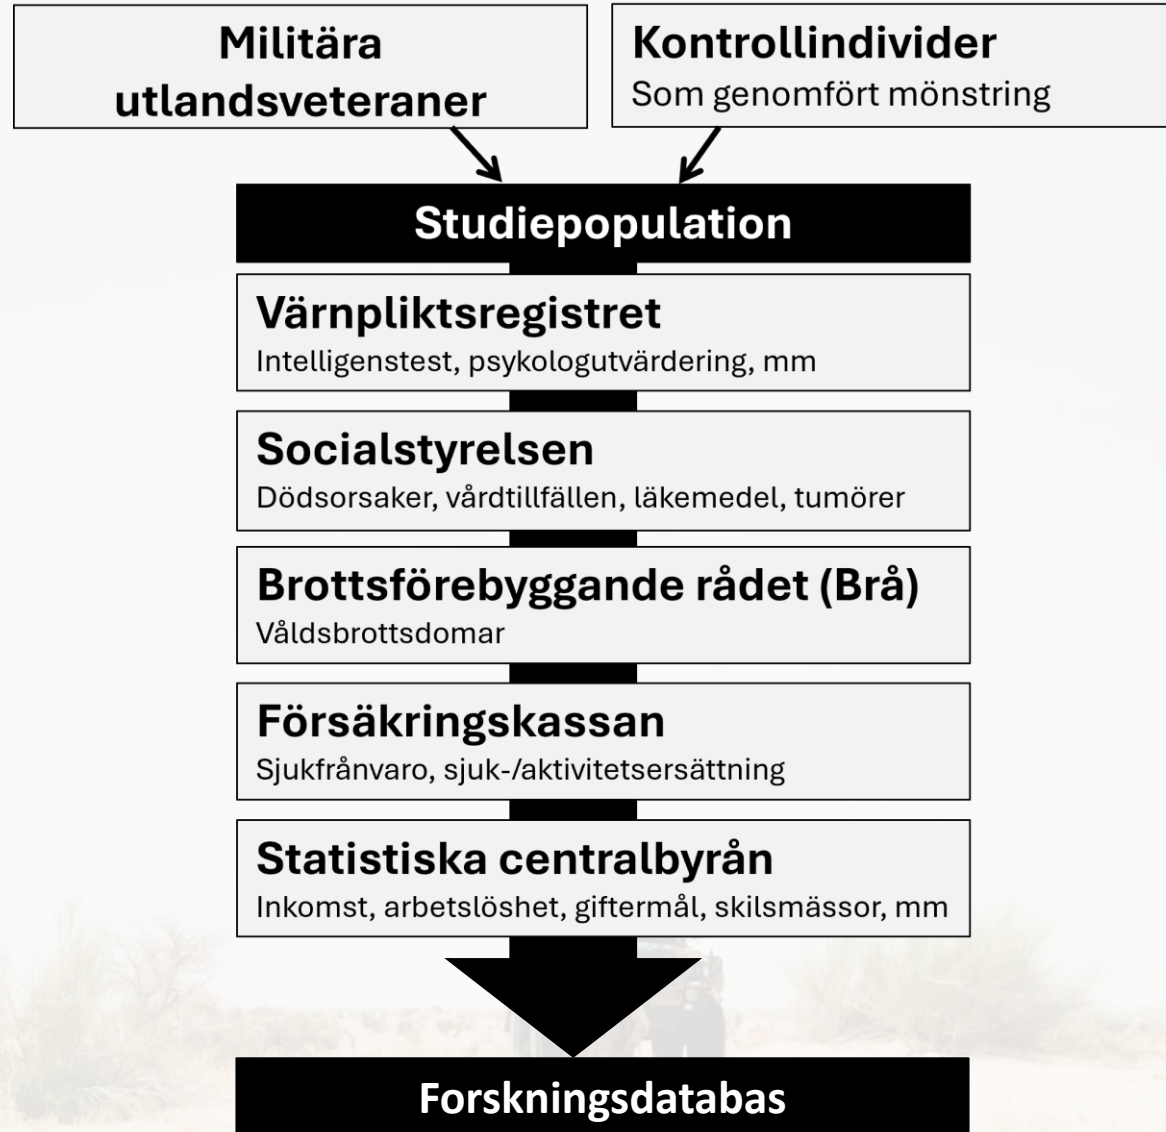 Militära
utlandsveteraner
Kontrollindivider
Som genomfört mönstring
Studiepopulation
Värnpliktsregistret
Intelligenstest, psykologutvärdering, mm
Socialstyrelsen
Dödsorsaker, vårdtillfällen, läkemedel, tumörer
Brottsförebyggande rådet (Brå)
Våldsbrottsdomar
Försäkringskassan
Sjukfrånvaro, sjuk-/aktivitetsersättning
Statistiska centralbyrån
Inkomst, arbetslöshet, giftermål, skilsmässor, mm
Forskningsdatabas